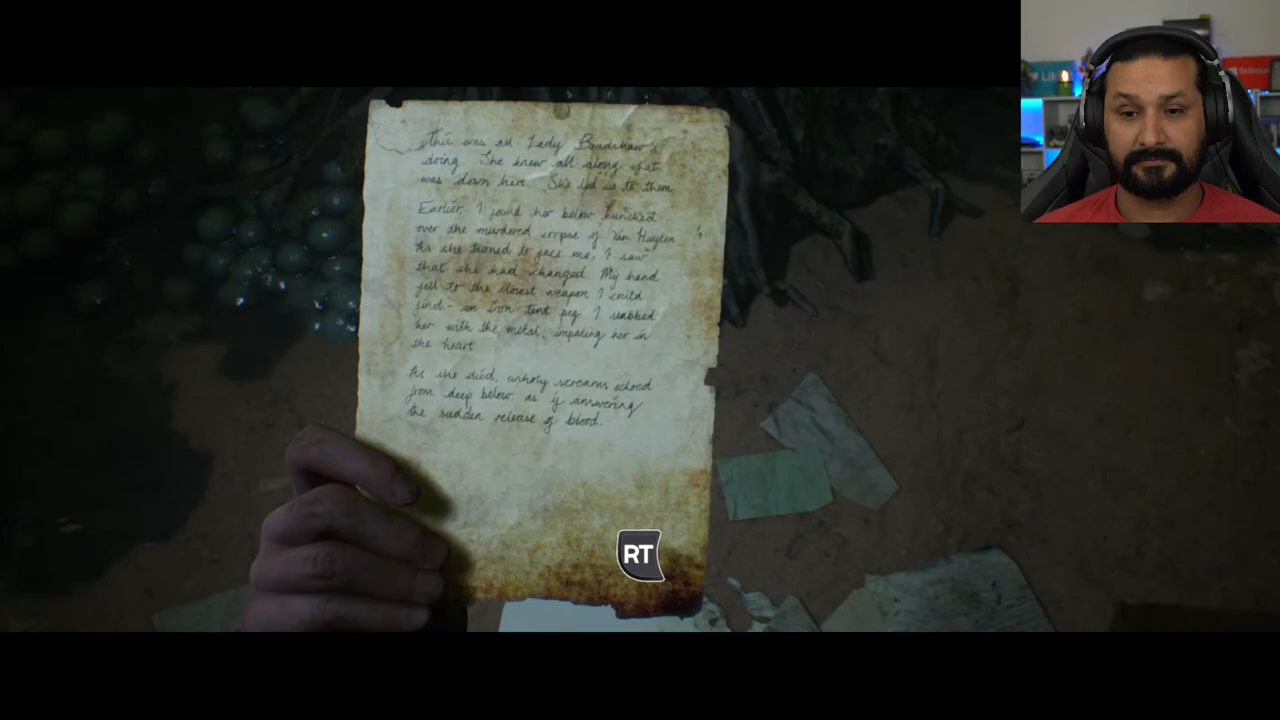 This was all Lady Bradshaw's
doing. She knew all along what
was down here. She led us to them
Earlier I found her below hunched
over the murdered corpse of Van Huyten
As she turned to face me, I saw
that she had changed. My hand
fell to the closest weapon I could
find - an iron tent peg. I stabbed
her with the metal, impaling her in
the heart.
As she died, unholy screams echoed
from deep below as if answering
the sudden release of blood.
RT